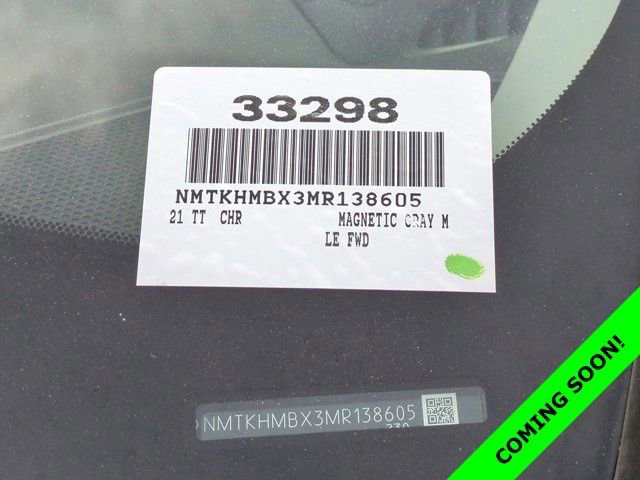 33298
NMTKHMBX3MR138605
21 TT CHR MAGNETIC GRAY M
LE FWD
NMTKHMBX3MR138605
COMING SOON!